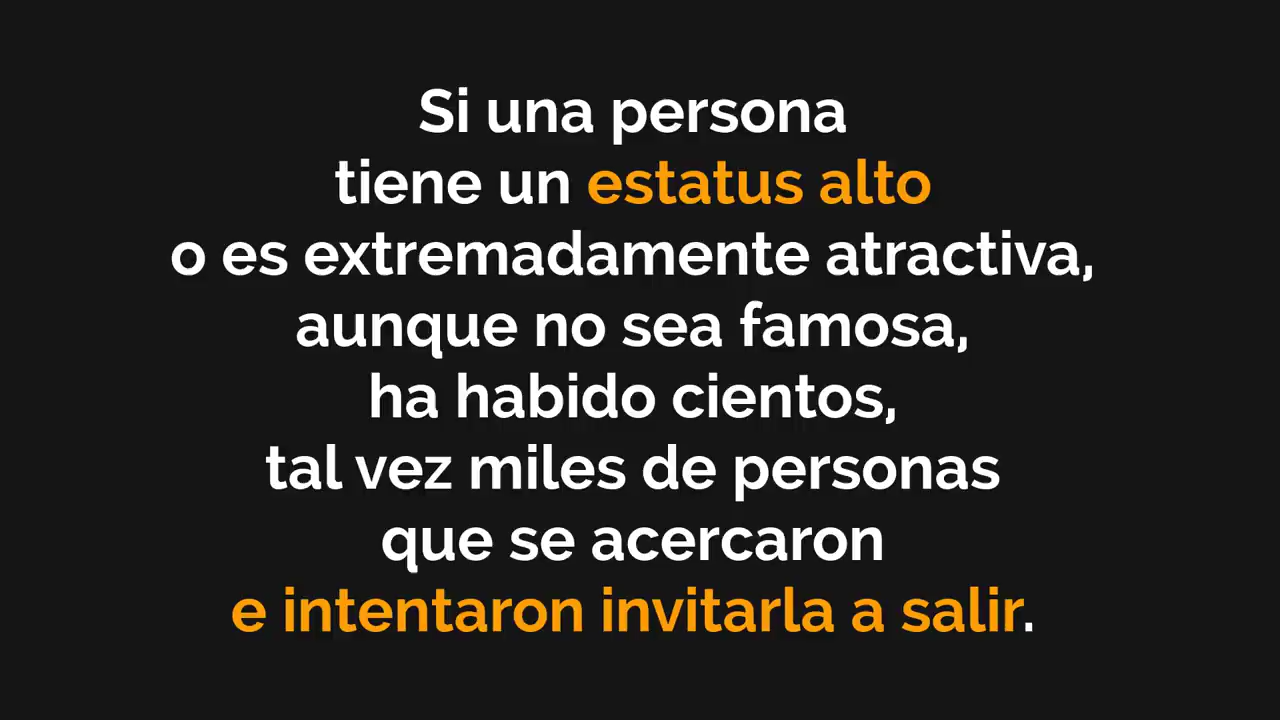 Si una persona
tiene un estatus alto
o es extremadamente atractiva,
aunque no sea famosa,
ha habido cientos,
tal vez miles de personas
que se acercaron
e intentaron invitarla a salir.